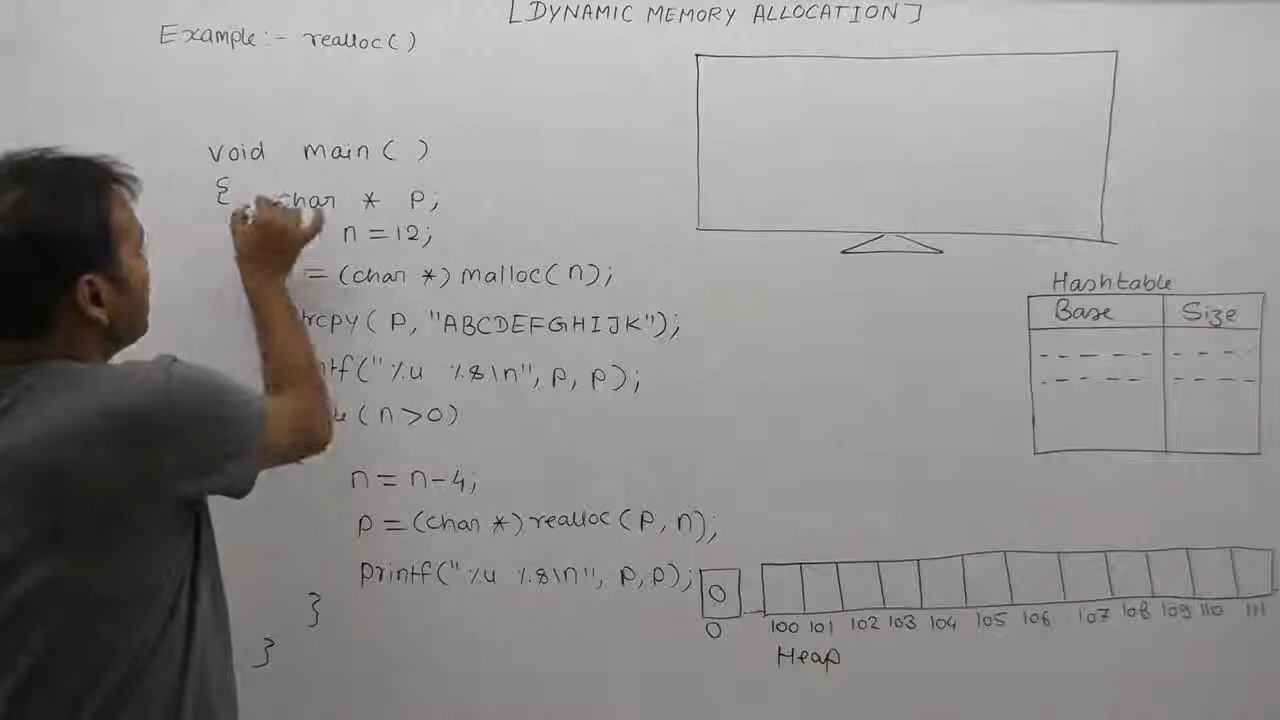 [DYNAMIC MEMORY ALLOCATION]
Example:- realloc()
void main( )
{ char * p;
n=12;
=(char *) malloc(n);
rcpy( p, "ABCDEFGHIJK");
ntf("%u %s\n", p, p);
(n>0)
n = n-4;
p =(char *) realloc(p, n);
printf("%u %s\n", p,p);
}
}
Hashtable
Base Size
0
0 100 101 102 103 104 105 106 107 108 109 110 111
Heap